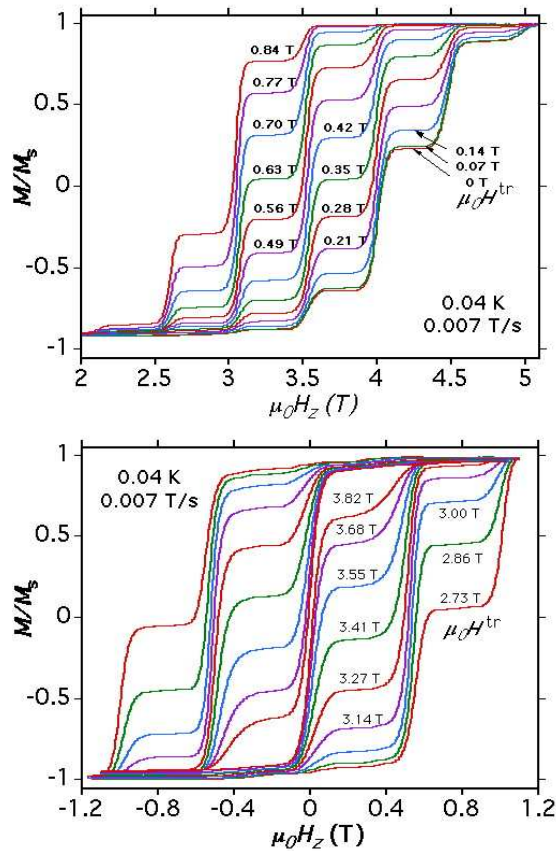 1
0.84 T
0.77 T
0.5
0.70 T
0.42 T
0.14 T
0.63 T
0.35 T
0.07 T
M/Mₛ
0
0 T
0.56 T
0.28 T
μ₀Hᵗʳ
0.49 T
0.21 T
-0.5
0.04 K
0.007 T/s
-1
2 2.5 3 3.5 4 4.5 5
μ₀H_z (T)
1
0.04 K
0.007 T/s
3.82 T
3.00 T
0.5
3.68 T
3.55 T
2.86 T
M/Mₛ
0
2.73 T
3.41 T
μ₀Hᵗʳ
3.27 T
-0.5
3.14 T
-1
-1.2 -0.8 -0.4 0 0.4 0.8 1.2
μ₀H_z (T)